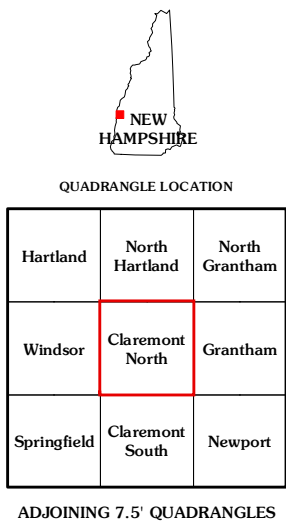 NEW
HAMPSHIRE
QUADRANGLE LOCATION
Hartland
North
Hartland
North
Grantham
Windsor
Claremont
North
Grantham
Springfield
Claremont
South
Newport
ADJOINING 7.5' QUADRANGLES